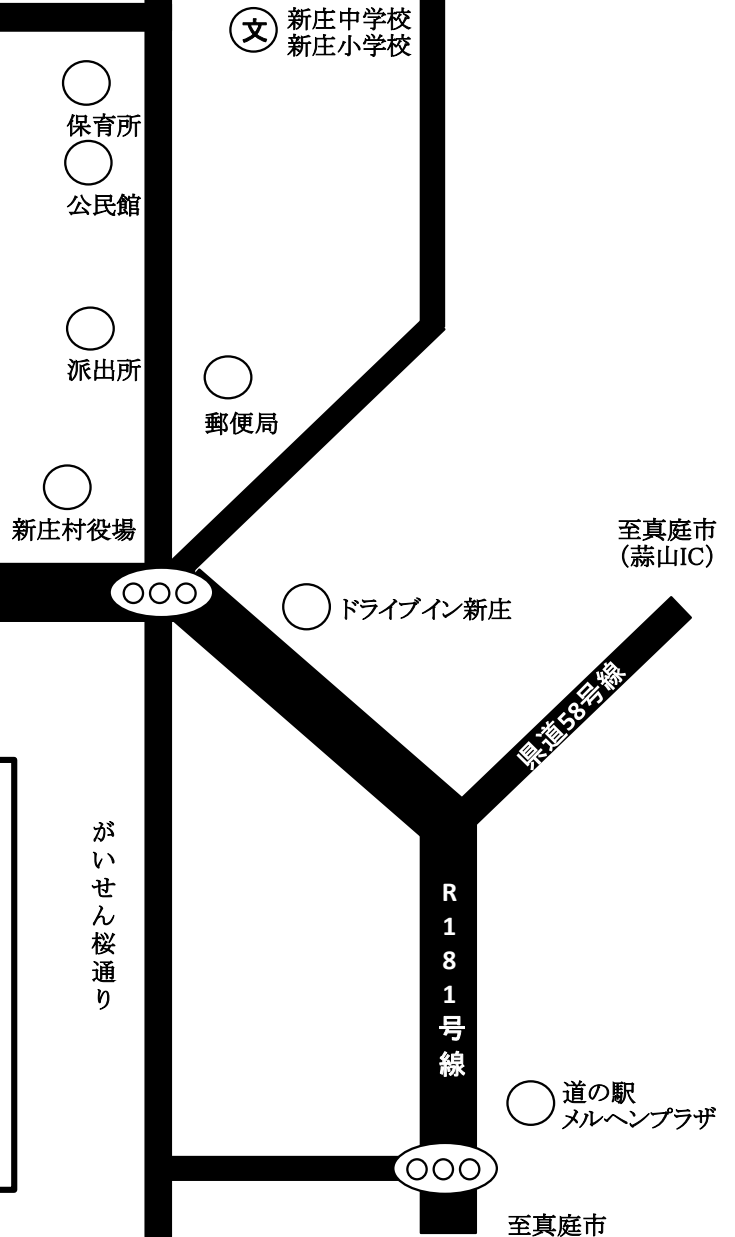 文
新庄中学校
新庄小学校
保育所
公民館
派出所
郵便局
新庄村役場
至真庭市
（蒜山IC）
ドライブイン新庄
県道58号線
がいせん桜通り
R181号線
道の駅
メルヘンプラザ
至真庭市